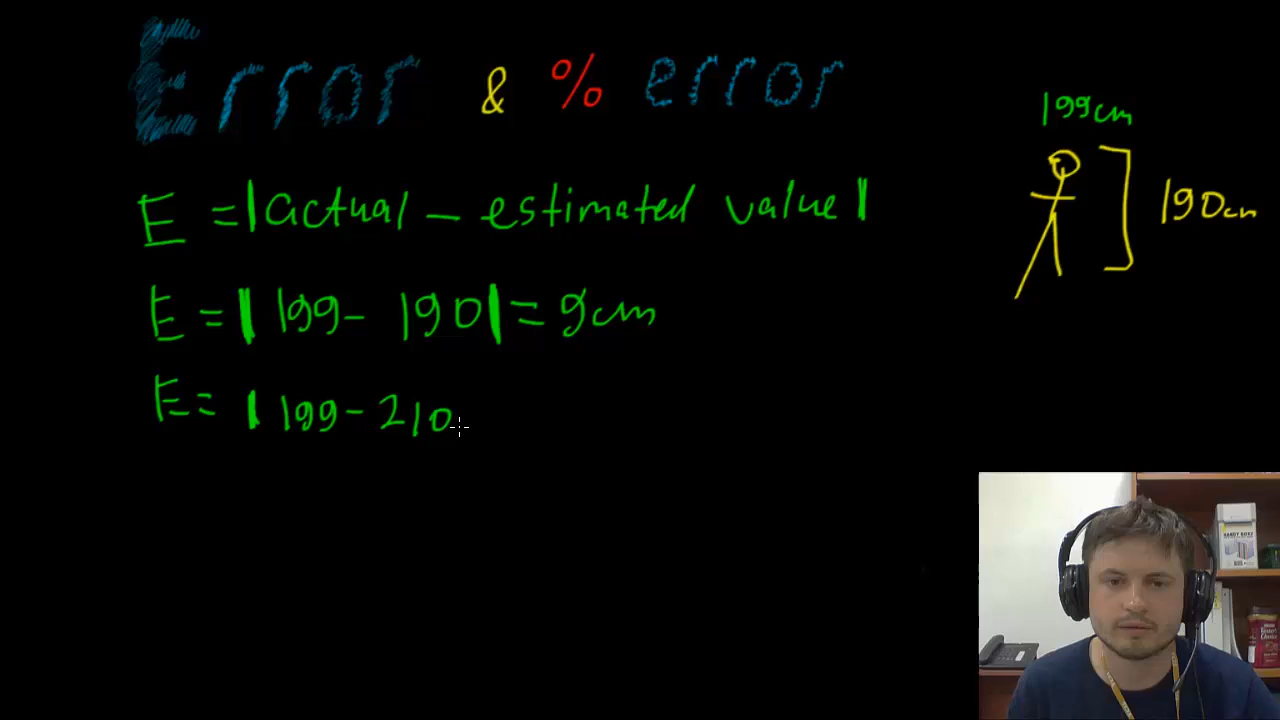 Error & % error
199cm
E = |actual - estimated value|
190cm
E = | 199 - 190| = 9cm
E = | 199 - 210